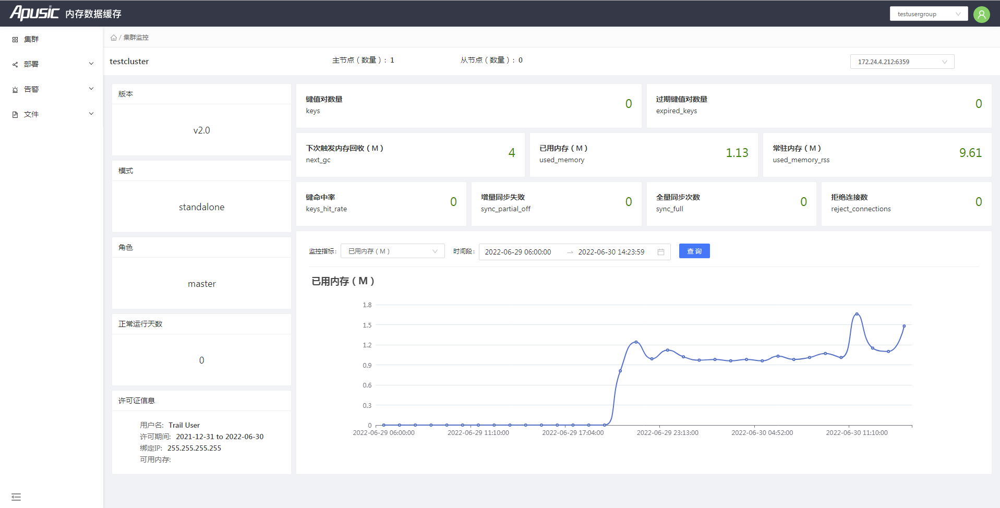 Apusic 内存数据缓存
testusergroup
集群
部署
告警
文件
/ 集群监控
testcluster
主节点（数量）: 1
从节点（数量）: 0
172.24.4.212:6359
版本
v2.0
模式
standalone
角色
master
正常运行天数
0
许可证信息
用户名: Trail User
许可期间: 2021-12-31 to 2022-06-30
绑定IP: 255.255.255.255
可用内存:
键值对数量
keys
0
过期键值对数量
expired_keys
0
下次触发内存回收（M）
next_gc
4
已用内存（M）
used_memory
1.13
常驻内存（M）
used_memory_rss
9.61
键命中率
keys_hit_rate
0
增量同步失败
sync_partial_off
0
全量同步次数
sync_full
0
拒绝连接数
reject_connections
0
监控指标: 已用内存（M） 时间段: 2022-06-29 06:00:00 → 2022-06-30 14:23:59 查询
已用内存（M）
1.8
1.5
1.2
0.9
0.6
0.3
0
2022-06-29 06:00:00 2022-06-29 11:10:00 2022-06-29 17:04:00 2022-06-29 23:13:00 2022-06-30 04:52:00 2022-06-30 11:10:00